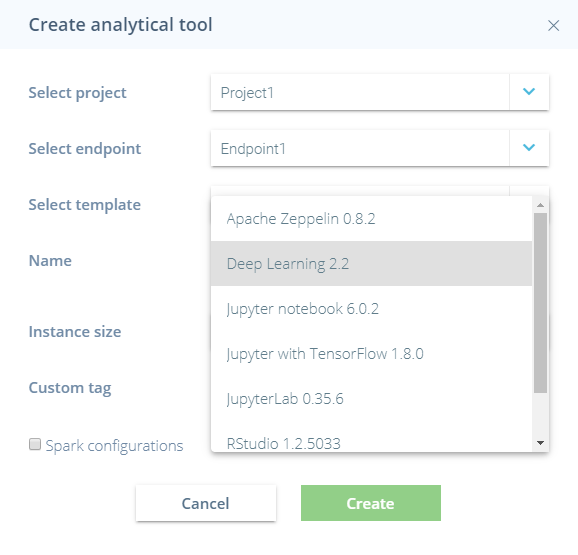 Create analytical tool
Select project
Project1
Select endpoint
Endpoint1
Select template
Apache Zeppelin 0.8.2
Name
Deep Learning 2.2
Jupyter notebook 6.0.2
Instance size
Jupyter with TensorFlow 1.8.0
Custom tag
JupyterLab 0.35.6
Spark configurations
RStudio 1.2.5033
Cancel
Create